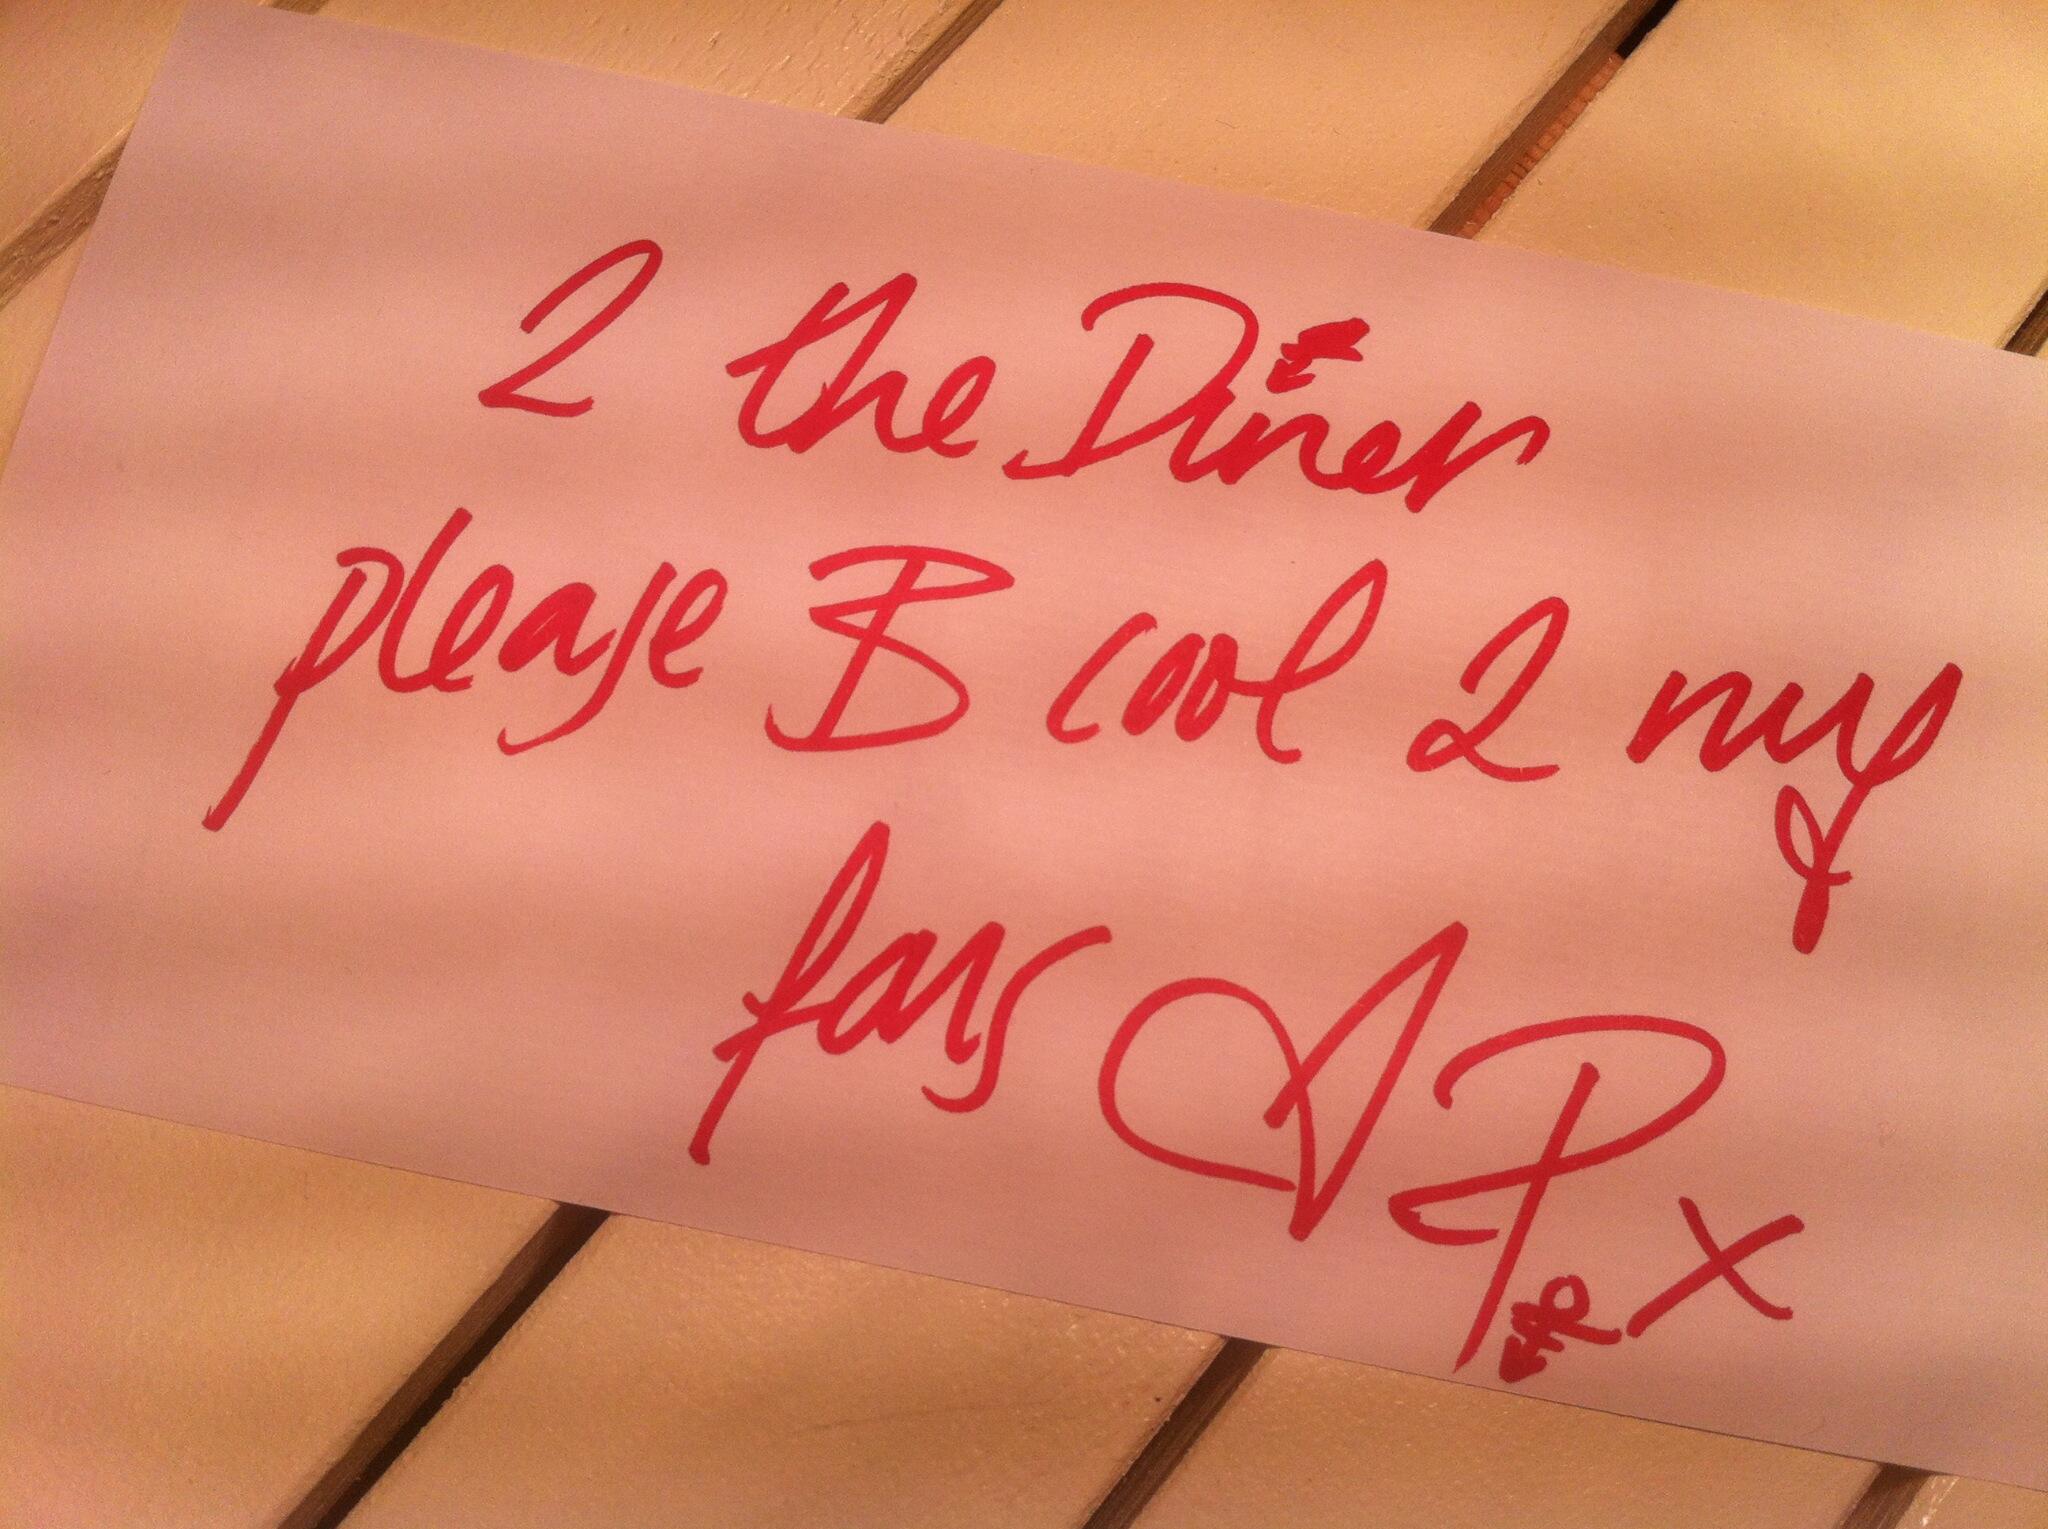 2 the Diner
please B cool 2 my
fans P x